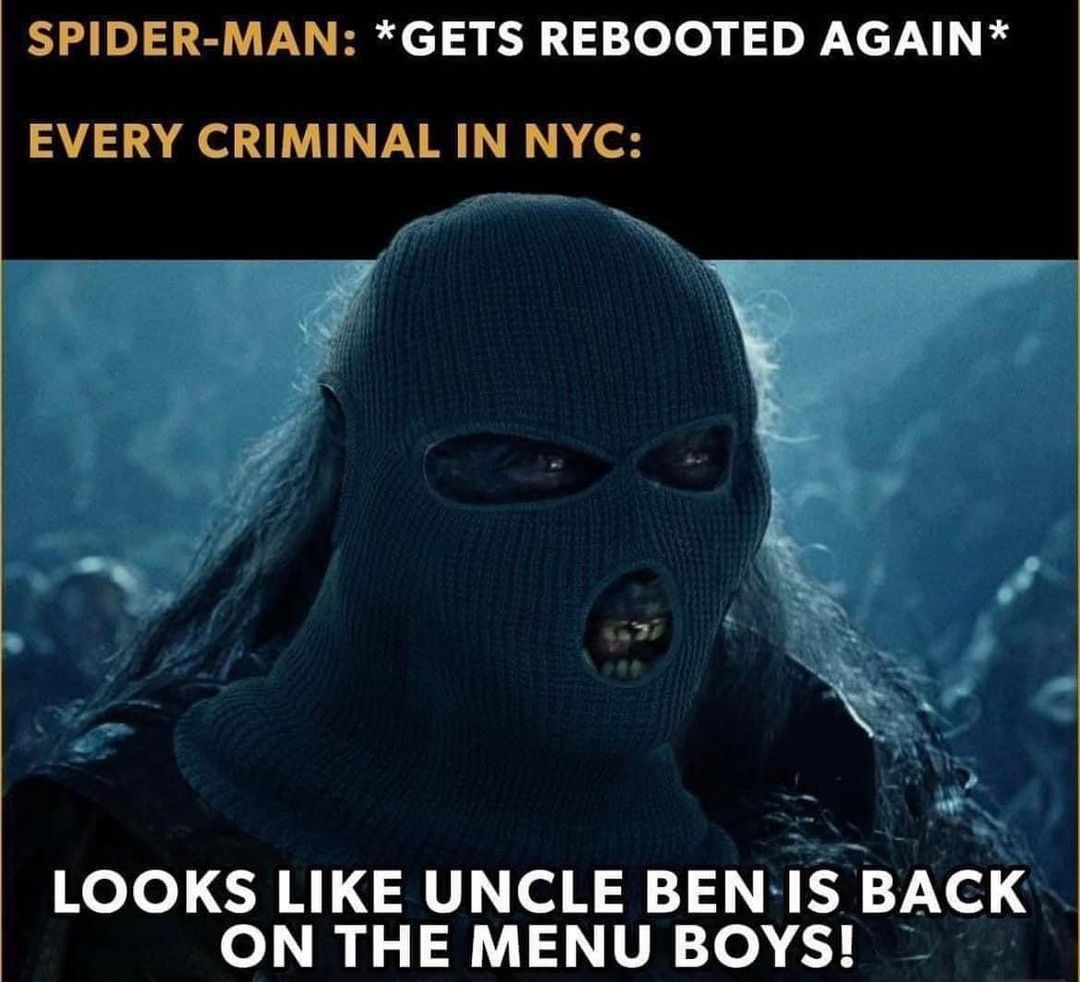 SPIDER-MAN: *GETS REBOOTED AGAIN*
EVERY CRIMINAL IN NYC:
LOOKS LIKE UNCLE BEN IS BACK
ON THE MENU BOYS!